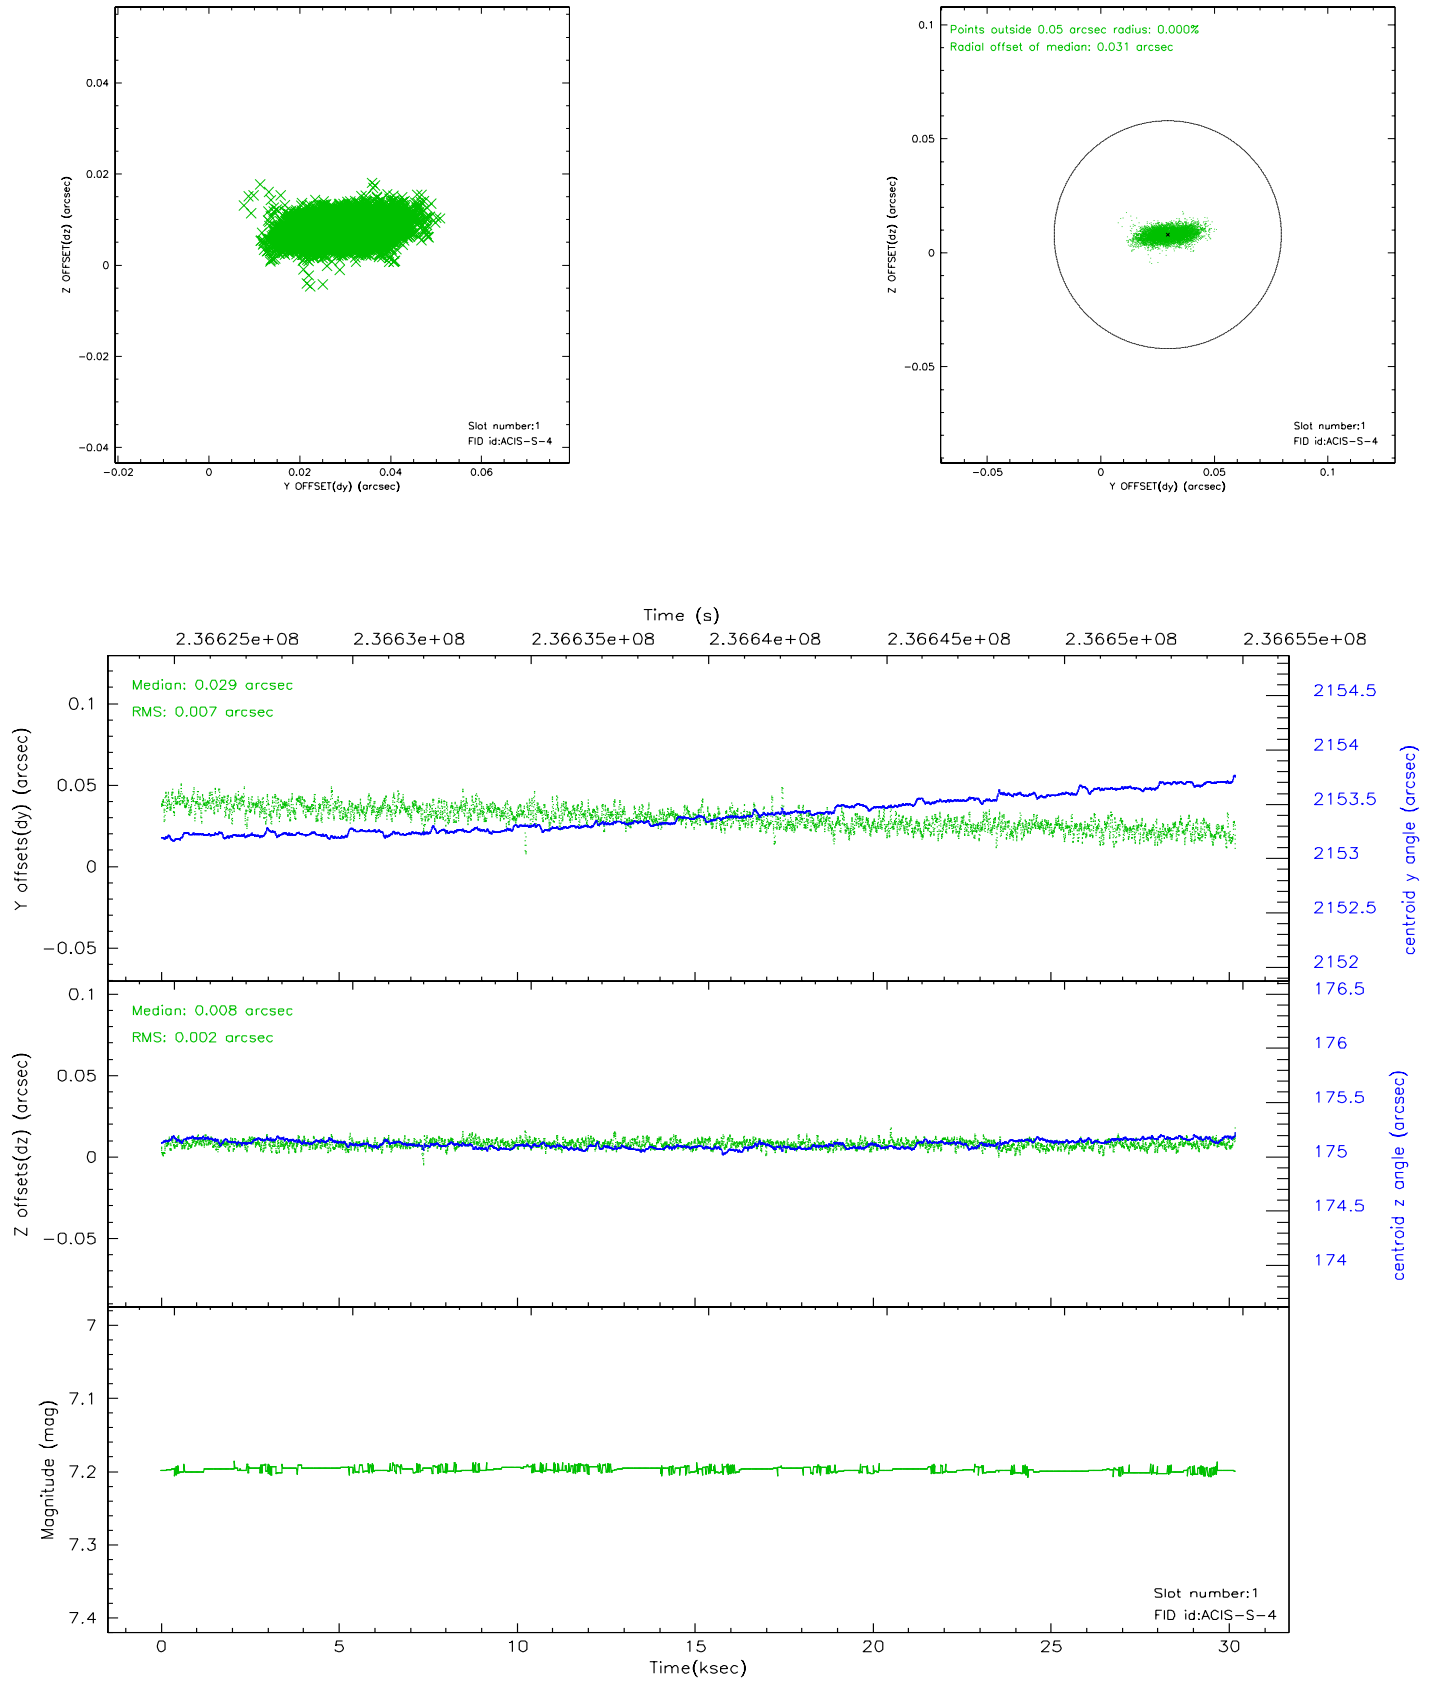 0.04
0.02
0
-0.02
-0.04
Z OFFSET(dz) (arcsec)
Slot number:1
FID id:ACIS-S-4
-0.02 0 0.02 0.04 0.06
Y OFFSET(dy) (arcsec)
Points outside 0.05 arcsec radius: 0.000%
Radial offset of median: 0.031 arcsec
0.1
0.05
0
-0.05
Z OFFSET(dz) (arcsec)
Slot number:1
FID id:ACIS-S-4
-0.05 0 0.05 0.1
Y OFFSET(dy) (arcsec)
Time (s)
2.36625e+08 2.3663e+08 2.36635e+08 2.3664e+08 2.36645e+08 2.3665e+08 2.36655e+08
Median: 0.029 arcsec
RMS: 0.007 arcsec
0.1
0.05
0
-0.05
Y offsets(dy) (arcsec)
2154.5
2154
2153.5
2153
2152.5
2152
centroid y angle (arcsec)
Median: 0.008 arcsec
RMS: 0.002 arcsec
0.1
0.05
0
-0.05
Z offsets(dz) (arcsec)
176.5
176
175.5
175
174.5
174
centroid z angle (arcsec)
7
7.1
7.2
7.3
7.4
Magnitude (mag)
Slot number:1
FID id:ACIS-S-4
0 5 10 15 20 25 30
Time(ksec)